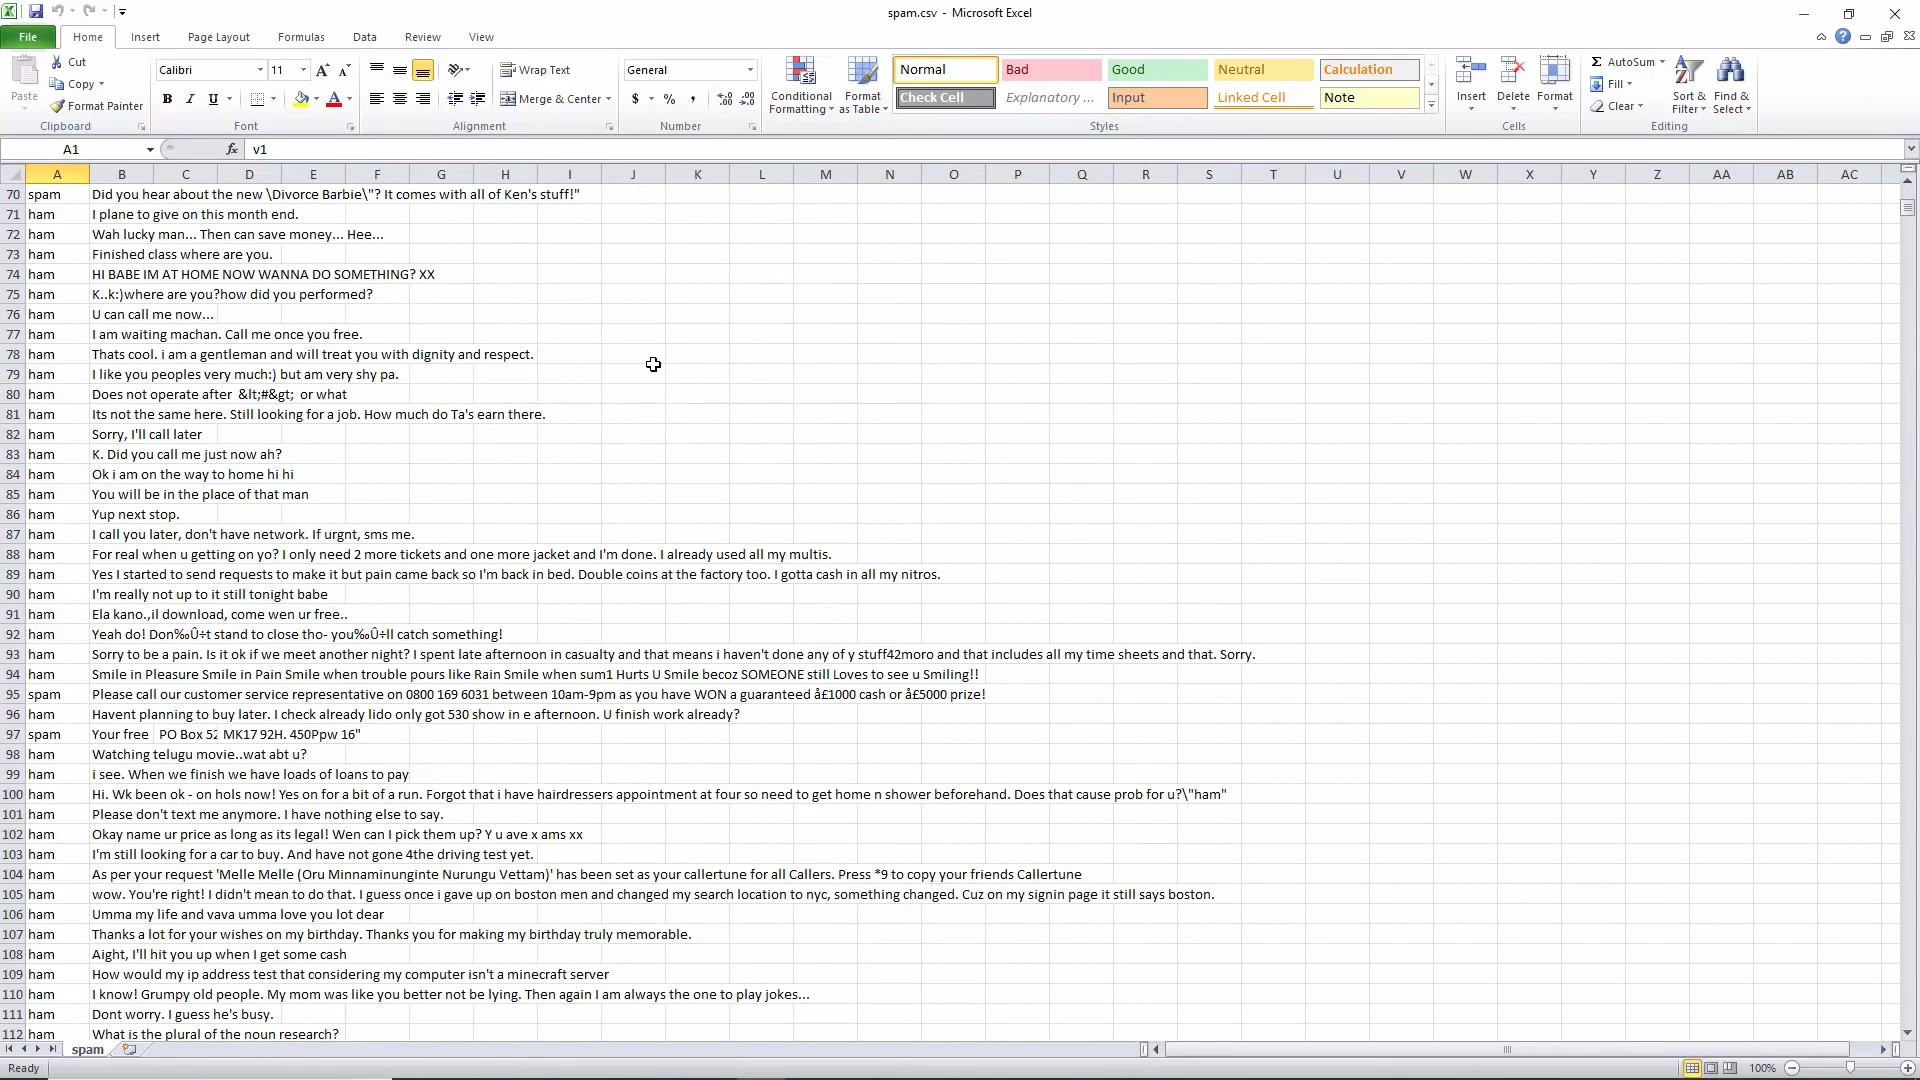 spam.csv - Microsoft Excel
File Home Insert Page Layout Formulas Data Review View
Paste Cut Copy Format Painter Clipboard
Calibri 11 B I U Font
Wrap Text Merge & Center Alignment
General $ % , Number
Conditional Formatting Format as Table
Normal Bad Good Neutral Calculation
Check Cell Explanatory ... Input Linked Cell Note
Styles
Insert Delete Format Cells
AutoSum Fill Clear Sort & Filter Find & Select Editing
A1 fx v1
A B C D E F G H I J K L M N O P Q R S T U V W X Y Z AA AB AC
70 spam Did you hear about the new \Divorce Barbie\"? It comes with all of Ken's stuff!"
71 ham I plane to give on this month end.
72 ham Wah lucky man... Then can save money... Hee...
73 ham Finished class where are you.
74 ham HI BABE IM AT HOME NOW WANNA DO SOMETHING? XX
75 ham K..k:)where are you?how did you performed?
76 ham U can call me now...
77 ham I am waiting machan. Call me once you free.
78 ham Thats cool. i am a gentleman and will treat you with dignity and respect.
79 ham I like you peoples very much:) but am very shy pa.
80 ham Does not operate after &lt;#&gt; or what
81 ham Its not the same here. Still looking for a job. How much do Ta's earn there.
82 ham Sorry, I'll call later
83 ham K. Did you call me just now ah?
84 ham Ok i am on the way to home hi hi
85 ham You will be in the place of that man
86 ham Yup next stop.
87 ham I call you later, don't have network. If urgnt, sms me.
88 ham For real when u getting on yo? I only need 2 more tickets and one more jacket and I'm done. I already used all my multis.
89 ham Yes I started to send requests to make it but pain came back so I'm back in bed. Double coins at the factory too. I gotta cash in all my nitros.
90 ham I'm really not up to it still tonight babe
91 ham Ela kano.,il download, come wen ur free..
92 ham Yeah do! Don‰Û÷t stand to close tho- you‰Û÷ll catch something!
93 ham Sorry to be a pain. Is it ok if we meet another night? I spent late afternoon in casualty and that means i haven't done any of y stuff42moro and that includes all my time sheets and that. Sorry.
94 ham Smile in Pleasure Smile in Pain Smile when trouble pours like Rain Smile when sum1 Hurts U Smile becoz SOMEONE still Loves to see u Smiling!!
95 spam Please call our customer service representative on 0800 169 6031 between 10am-9pm as you have WON a guaranteed å£1000 cash or å£5000 prize!
96 ham Havent planning to buy later. I check already lido only got 530 show in e afternoon. U finish work already?
97 spam Your free PO Box 52 MK17 92H. 450Ppw 16"
98 ham Watching telugu movie..wat abt u?
99 ham i see. When we finish we have loads of loans to pay
100 ham Hi. Wk been ok - on hols now! Yes on for a bit of a run. Forgot that i have hairdressers appointment at four so need to get home n shower beforehand. Does that cause prob for u?\"ham"
101 ham Please don't text me anymore. I have nothing else to say.
102 ham Okay name ur price as long as its legal! Wen can I pick them up? Y u ave x ams xx
103 ham I'm still looking for a car to buy. And have not gone 4the driving test yet.
104 ham As per your request 'Melle Melle (Oru Minnaminunginte Nurungu Vettam)' has been set as your callertune for all Callers. Press *9 to copy your friends Callertune
105 ham wow. You're right! I didn't mean to do that. I guess once i gave up on boston men and changed my search location to nyc, something changed. Cuz on my signin page it still says boston.
106 ham Umma my life and vava umma love you lot dear
107 ham Thanks a lot for your wishes on my birthday. Thanks you for making my birthday truly memorable.
108 ham Aight, I'll hit you up when I get some cash
109 ham How would my ip address test that considering my computer isn't a minecraft server
110 ham I know! Grumpy old people. My mom was like you better not be lying. Then again I am always the one to play jokes...
111 ham Dont worry. I guess he's busy.
112 ham What is the plural of the noun research?
spam
Ready 100%